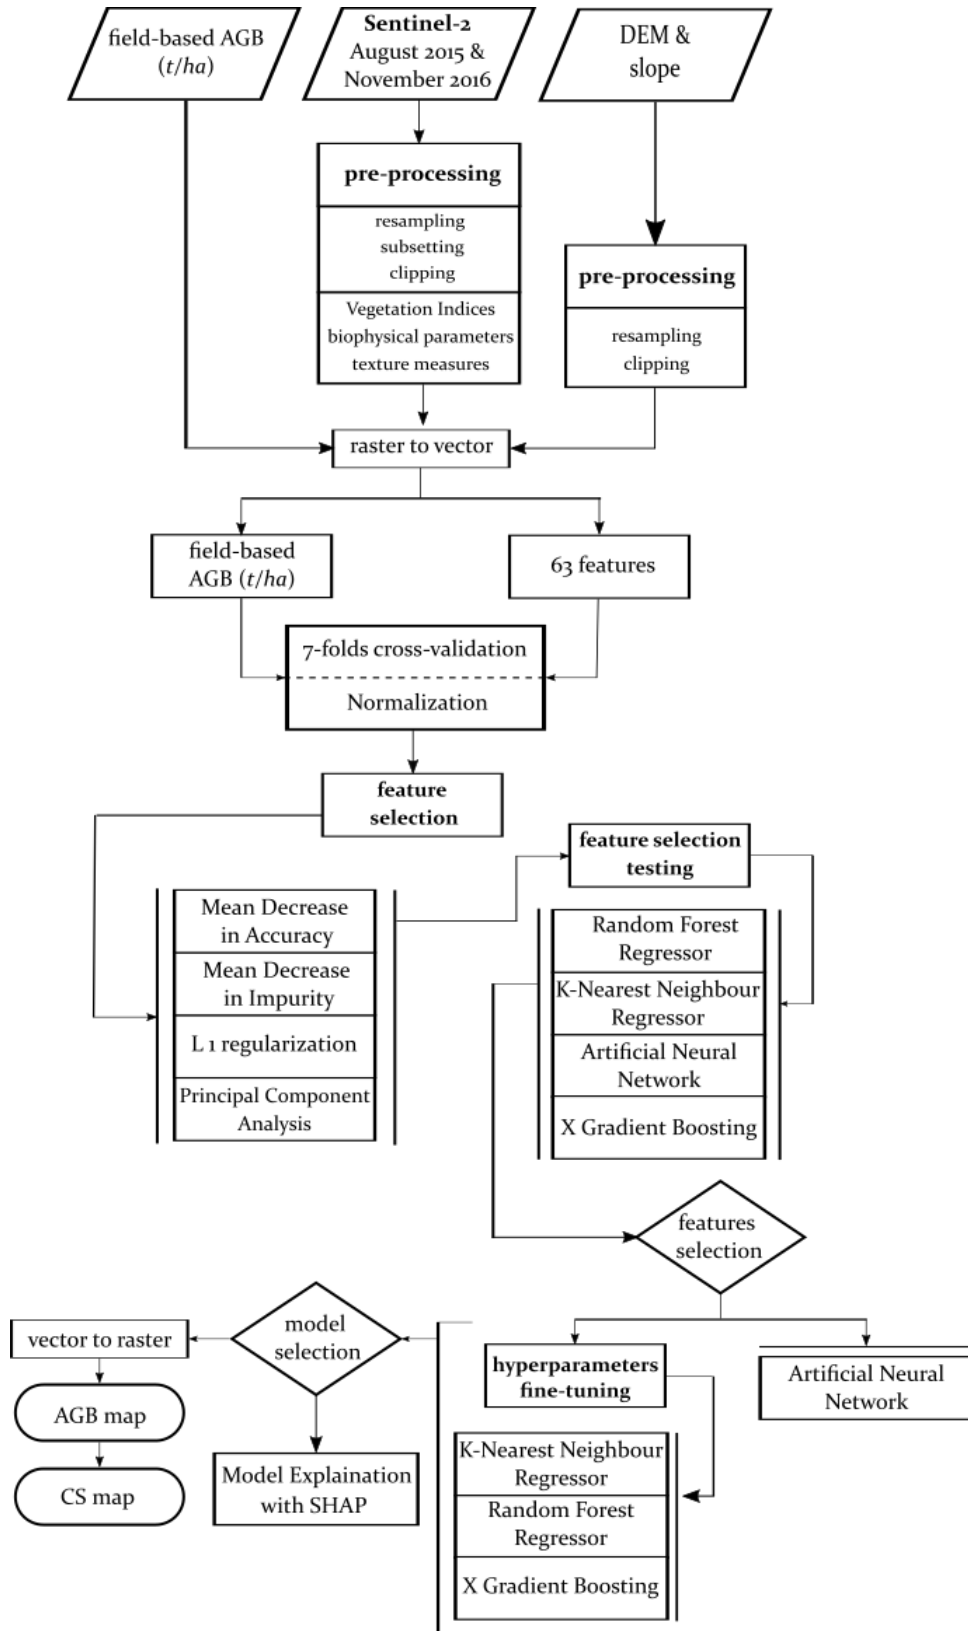 field-based AGB
(t/ha)
Sentinel-2
August 2015 &
November 2016
DEM &
slope
pre-processing
resampling
subsetting
clipping
Vegetation Indices
biophysical parameters
texture measures
pre-processing
resampling
clipping
raster to vector
field-based
AGB (t/ha)
63 features
7-folds cross-validation
Normalization
feature
selection
feature selection
testing
Mean Decrease
in Accuracy
Mean Decrease
in Impurity
L 1 regularization
Principal Component
Analysis
Random Forest
Regressor
K-Nearest Neighbour
Regressor
Artificial Neural
Network
X Gradient Boosting
features
selection
model
selection
vector to raster
AGB map
CS map
Model Explaination
with SHAP
hyperparameters
fine-tuning
Artificial Neural
Network
K-Nearest Neighbour
Regressor
Random Forest
Regressor
X Gradient Boosting